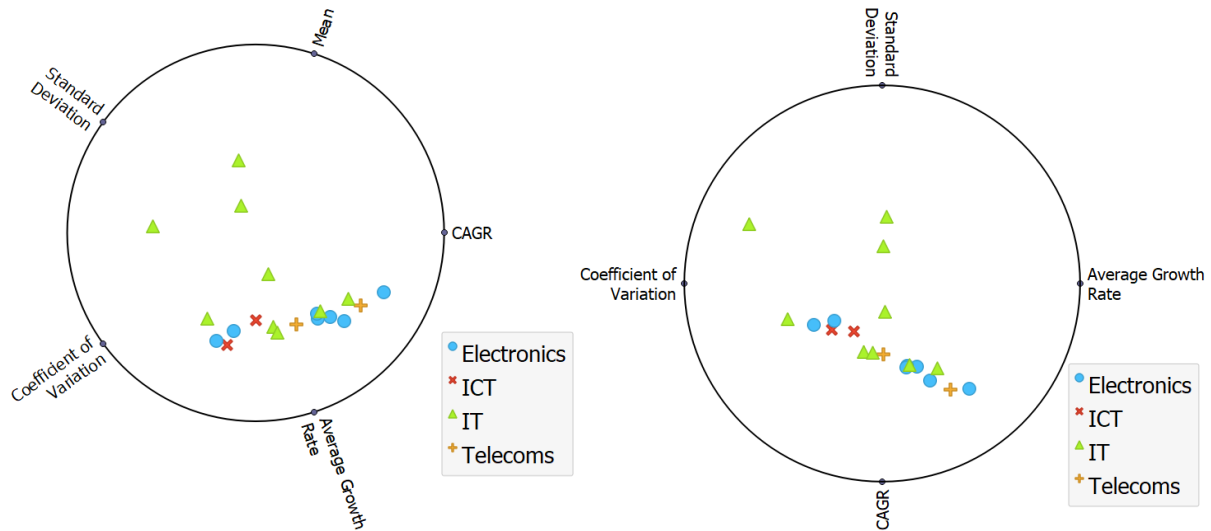 Mean
Standard
Deviation
CAGR
Coefficient of
Variation
Average Growth
Rate
Electronics
ICT
IT
Telecoms
Standard
Deviation
Coefficient of
Variation
Average Growth
Rate
CAGR
Electronics
ICT
IT
Telecoms